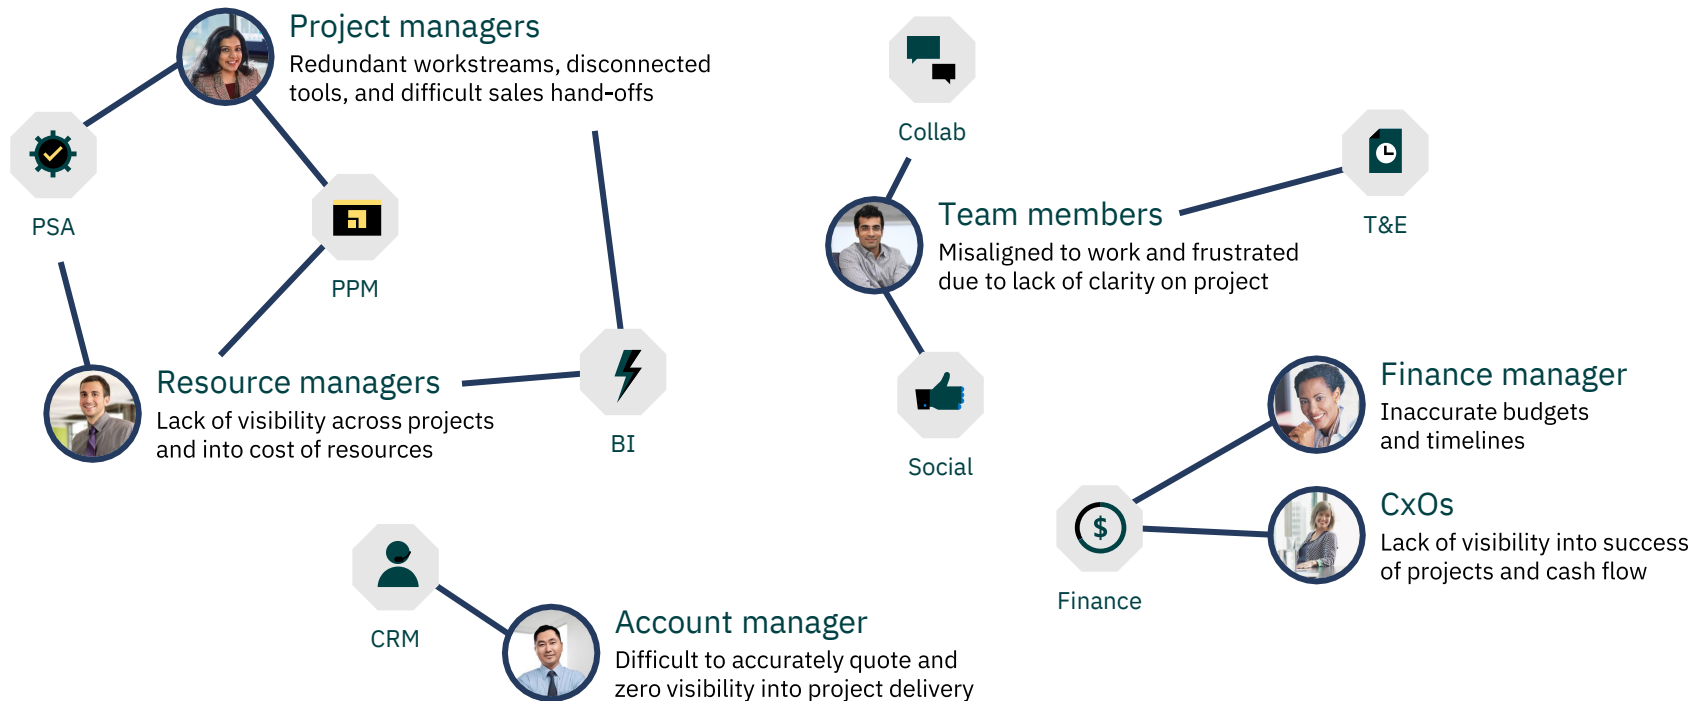 Project managers
Redundant workstreams, disconnected
tools, and difficult sales hand-offs
PSA
PPM
Resource managers
Lack of visibility across projects
and into cost of resources
BI
Collab
Team members
Misaligned to work and frustrated
due to lack of clarity on project
T&E
Social
Finance manager
Inaccurate budgets
and timelines
$
Finance
CxOs
Lack of visibility into success
of projects and cash flow
CRM
Account manager
Difficult to accurately quote and
zero visibility into project delivery